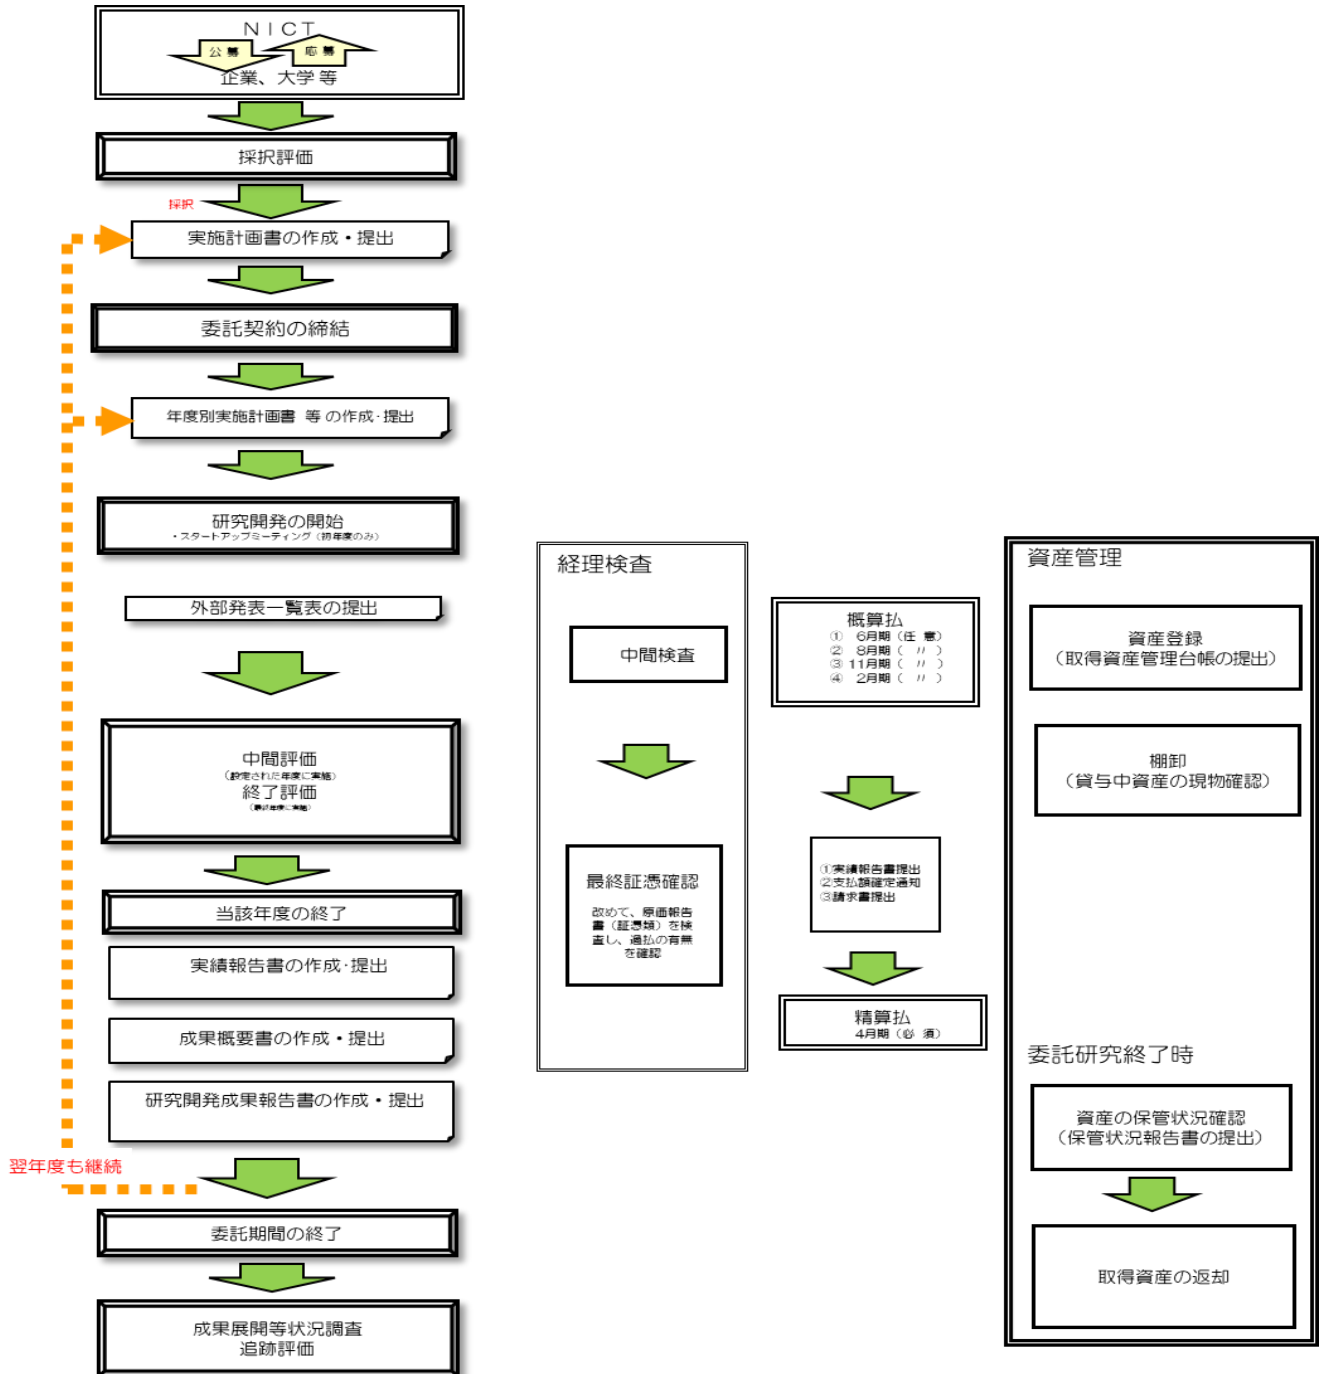 NICT
公募
応募
企業、大学等
採択評価
採択
実施計画書の作成・提出
委託契約の締結
年度別実施計画書 等の作成・提出
研究開発の開始
・スタートアップミーティング（初年度のみ）
外部発表一覧表の提出
中間評価
（設定された年度に実施）
終了評価
（最終年度に実施）
当該年度の終了
実績報告書の作成・提出
成果概要書の作成・提出
研究開発成果報告書の作成・提出
翌年度も継続
委託期間の終了
成果展開等状況調査
追跡評価
経理検査
中間検査
最終証憑確認
改めて、原価報告
書（証憑類）を検
査し、過払の有無
を確認
概算払
① 6月期（任 意）
② 8月期（ 〃 ）
③ 11月期（ 〃 ）
④ 2月期（ 〃 ）
①実績報告書提出
②支払額確定通知
③請求書提出
精算払
4月期（必 須）
資産管理
資産登録
（取得資産管理台帳の提出）
棚卸
（貸与中資産の現物確認）
委託研究終了時
資産の保管状況確認
（保管状況報告書の提出）
取得資産の返却